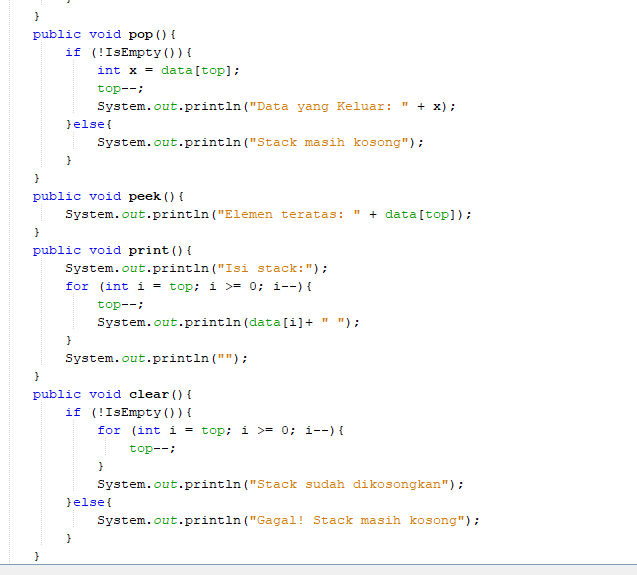 }
public void pop(){
if (!IsEmpty()){
int x = data[top];
top--;
System.out.println("Data yang Keluar: " + x);
}else{
System.out.println("Stack masih kosong");
}
}
public void peek(){
System.out.println("Elemen teratas: " + data[top]);
}
public void print(){
System.out.println("Isi stack:");
for (int i = top; i >= 0; i--){
top--;
System.out.println(data[i]+ " ");
}
System.out.println("");
}
public void clear(){
if (!IsEmpty()){
for (int i = top; i >= 0; i--){
top--;
}
System.out.println("Stack sudah dikosongkan");
}else{
System.out.println("Gagal! Stack masih kosong");
}
}